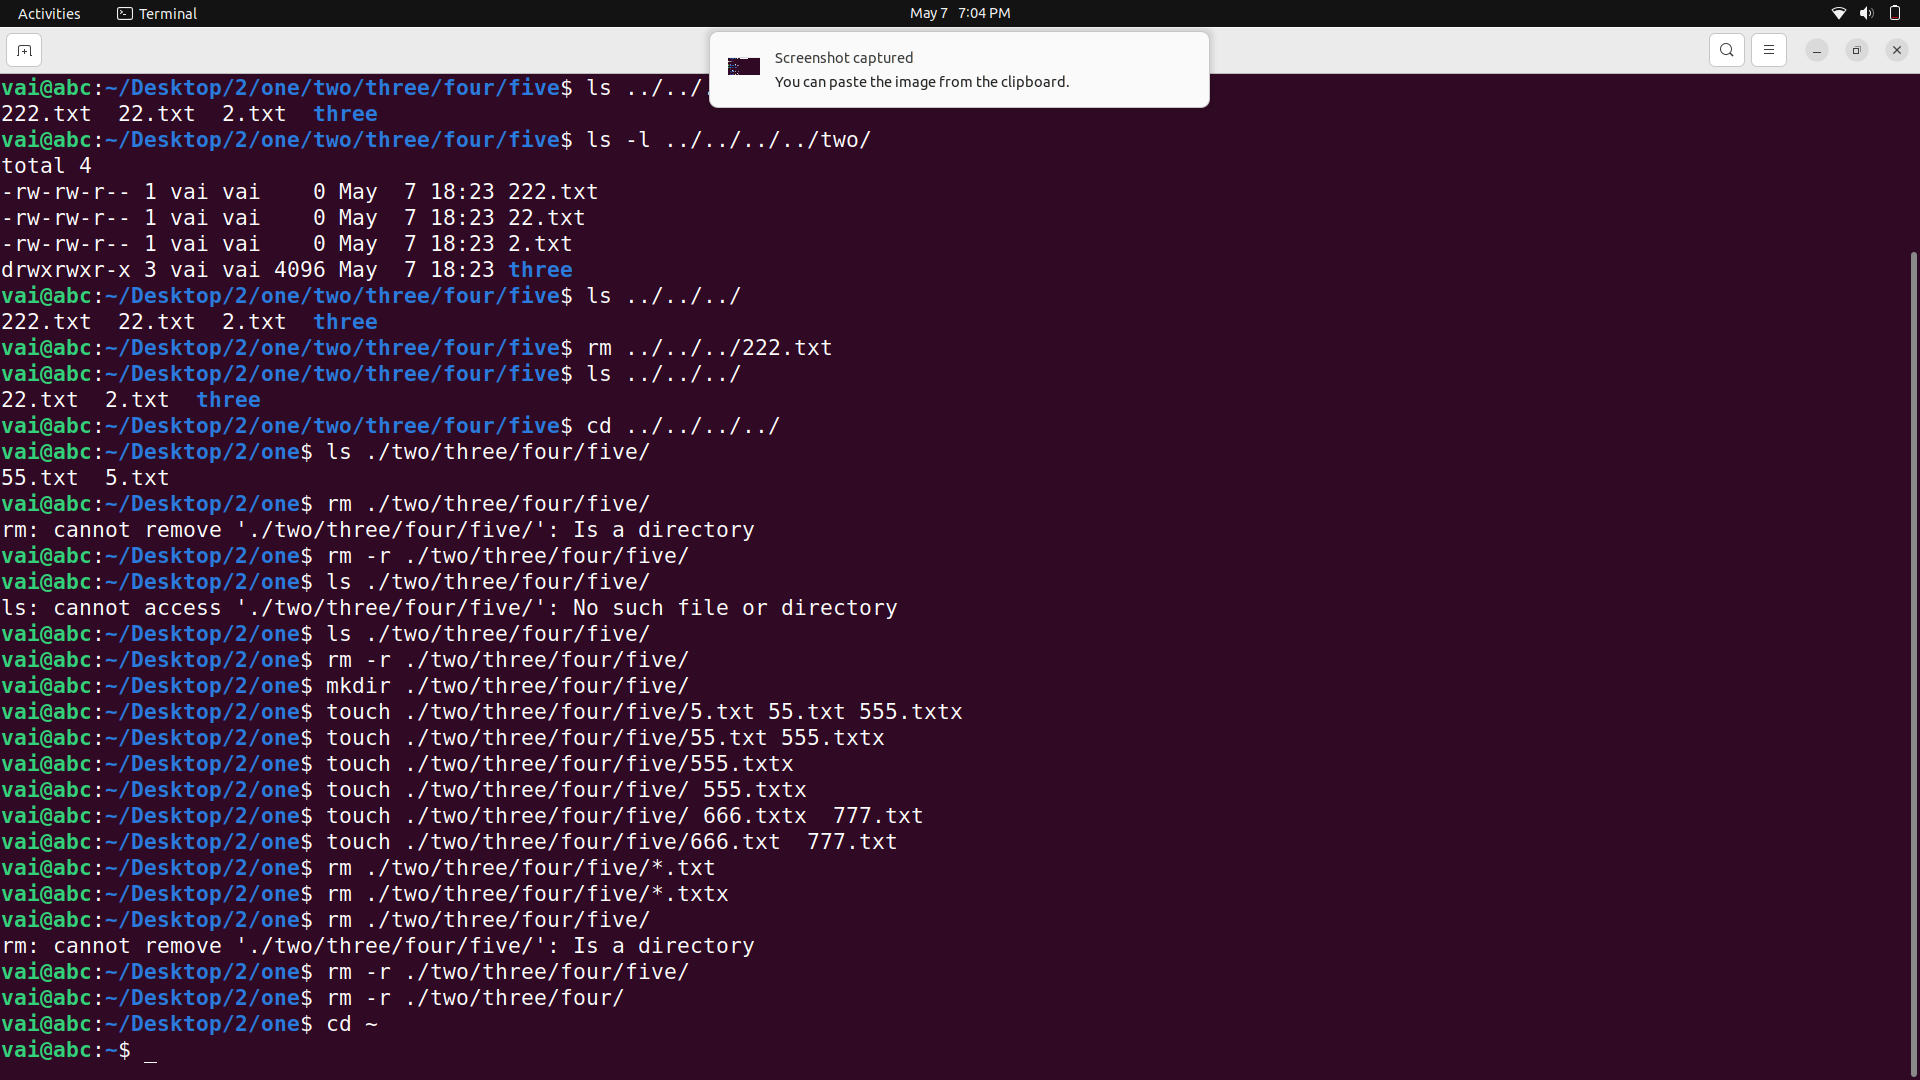 Activities Terminal May 7 7:04 PM
Screenshot captured
You can paste the image from the clipboard.
vai@abc:~/Desktop/2/one/two/three/four/five$ ls ../../.
222.txt  22.txt  2.txt  three
vai@abc:~/Desktop/2/one/two/three/four/five$ ls -l ../../../../two/
total 4
-rw-rw-r-- 1 vai vai    0 May  7 18:23 222.txt
-rw-rw-r-- 1 vai vai    0 May  7 18:23 22.txt
-rw-rw-r-- 1 vai vai    0 May  7 18:23 2.txt
drwxrwxr-x 3 vai vai 4096 May  7 18:23 three
vai@abc:~/Desktop/2/one/two/three/four/five$ ls ../../../
222.txt  22.txt  2.txt  three
vai@abc:~/Desktop/2/one/two/three/four/five$ rm ../../../222.txt
vai@abc:~/Desktop/2/one/two/three/four/five$ ls ../../../
22.txt  2.txt  three
vai@abc:~/Desktop/2/one/two/three/four/five$ cd ../../../../
vai@abc:~/Desktop/2/one$ ls ./two/three/four/five/
55.txt  5.txt
vai@abc:~/Desktop/2/one$ rm ./two/three/four/five/
rm: cannot remove './two/three/four/five/': Is a directory
vai@abc:~/Desktop/2/one$ rm -r ./two/three/four/five/
vai@abc:~/Desktop/2/one$ ls ./two/three/four/five/
ls: cannot access './two/three/four/five/': No such file or directory
vai@abc:~/Desktop/2/one$ ls ./two/three/four/five/
vai@abc:~/Desktop/2/one$ rm -r ./two/three/four/five/
vai@abc:~/Desktop/2/one$ mkdir ./two/three/four/five/
vai@abc:~/Desktop/2/one$ touch ./two/three/four/five/5.txt 55.txt 555.txtx
vai@abc:~/Desktop/2/one$ touch ./two/three/four/five/55.txt 555.txtx
vai@abc:~/Desktop/2/one$ touch ./two/three/four/five/555.txtx
vai@abc:~/Desktop/2/one$ touch ./two/three/four/five/ 555.txtx
vai@abc:~/Desktop/2/one$ touch ./two/three/four/five/ 666.txtx  777.txt
vai@abc:~/Desktop/2/one$ touch ./two/three/four/five/666.txt  777.txt
vai@abc:~/Desktop/2/one$ rm ./two/three/four/five/*.txt
vai@abc:~/Desktop/2/one$ rm ./two/three/four/five/*.txtx
vai@abc:~/Desktop/2/one$ rm ./two/three/four/five/
rm: cannot remove './two/three/four/five/': Is a directory
vai@abc:~/Desktop/2/one$ rm -r ./two/three/four/five/
vai@abc:~/Desktop/2/one$ rm -r ./two/three/four/
vai@abc:~/Desktop/2/one$ cd ~
vai@abc:~$ _